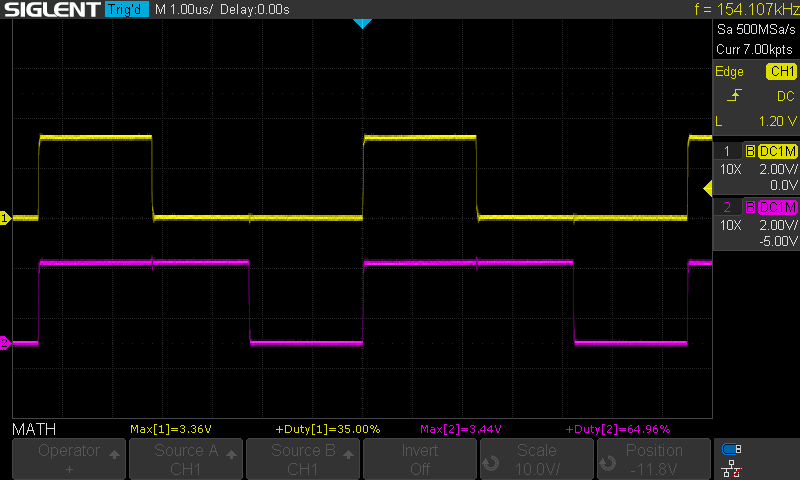 SIGLENT Trig'd M 1.00us/ Delay:0.00s f = 154.107kHz
Sa 500MSa/s
Curr 7.00kpts
Edge CH1
DC
L 1.20 V
1 B DC1M
10X 2.00V/
0.0V
2 B DC1M
10X 2.00V/
-5.00V
1
2
MATH Max[1]=3.36V +Duty[1]=35.00% Max[2]=3.44V +Duty[2]=64.96%
Operator Source A Source B Invert Scale Position
+ CH1 CH1 Off 10.0V/ -11.8V